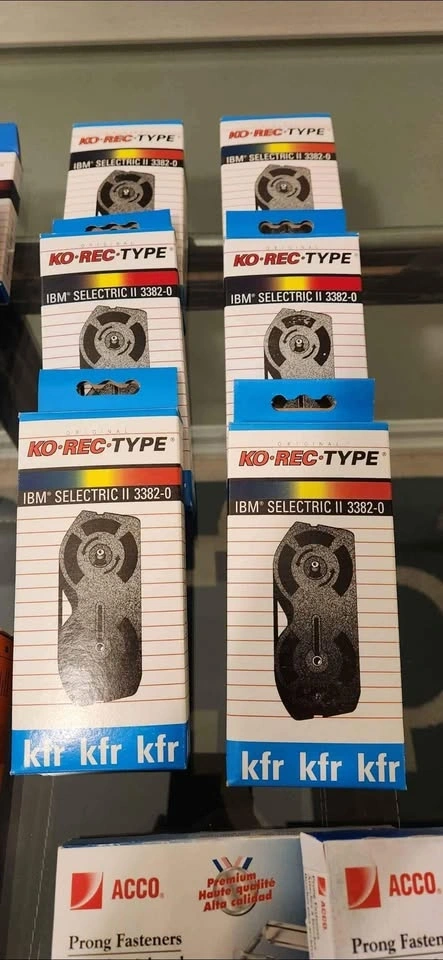 KO·REC·TYPE
IBM® SELECTRIC II 3382-0
KO·REC·TYPE
IBM® SELECTRIC II 3382-0
ORIGINAL
KO·REC·TYPE®
IBM® SELECTRIC II 3382-0
ORIGINAL
KO·REC·TYPE®
IBM® SELECTRIC II 3382-0
ORIGINAL
KO·REC·TYPE®
IBM® SELECTRIC II 3382-0
kfr kfr kfr
ORIGINAL
KO·REC·TYPE®
IBM® SELECTRIC II 3382-0
kfr kfr kfr
ACCO®
Premium
Haute qualité
Alta calidad
Prong Fasteners
ACCO
ACCO®
Prong Fasten